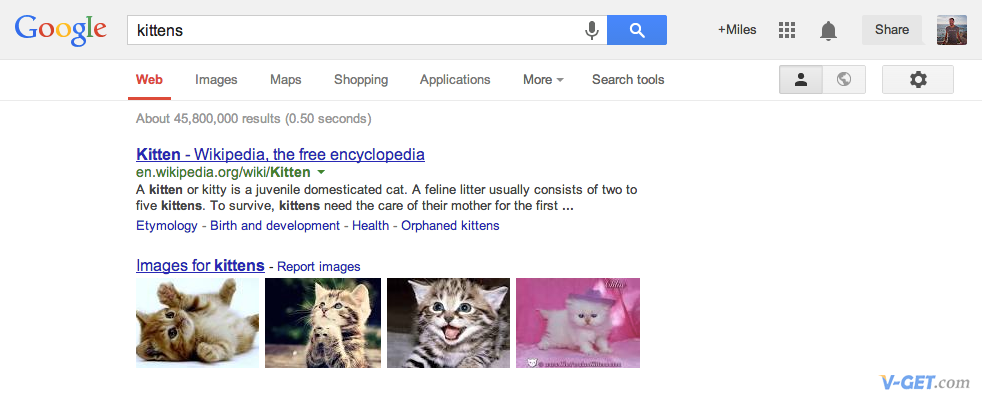 Google
kittens
+Miles
Share
Web
Images
Maps
Shopping
Applications
More
Search tools
About 45,800,000 results (0.50 seconds)
Kitten - Wikipedia, the free encyclopedia
en.wikipedia.org/wiki/Kitten
A kitten or kitty is a juvenile domesticated cat. A feline litter usually consists of two to
five kittens. To survive, kittens need the care of their mother for the first ...
Etymology - Birth and development - Health - Orphaned kittens
Images for kittens - Report images
V-GET.com